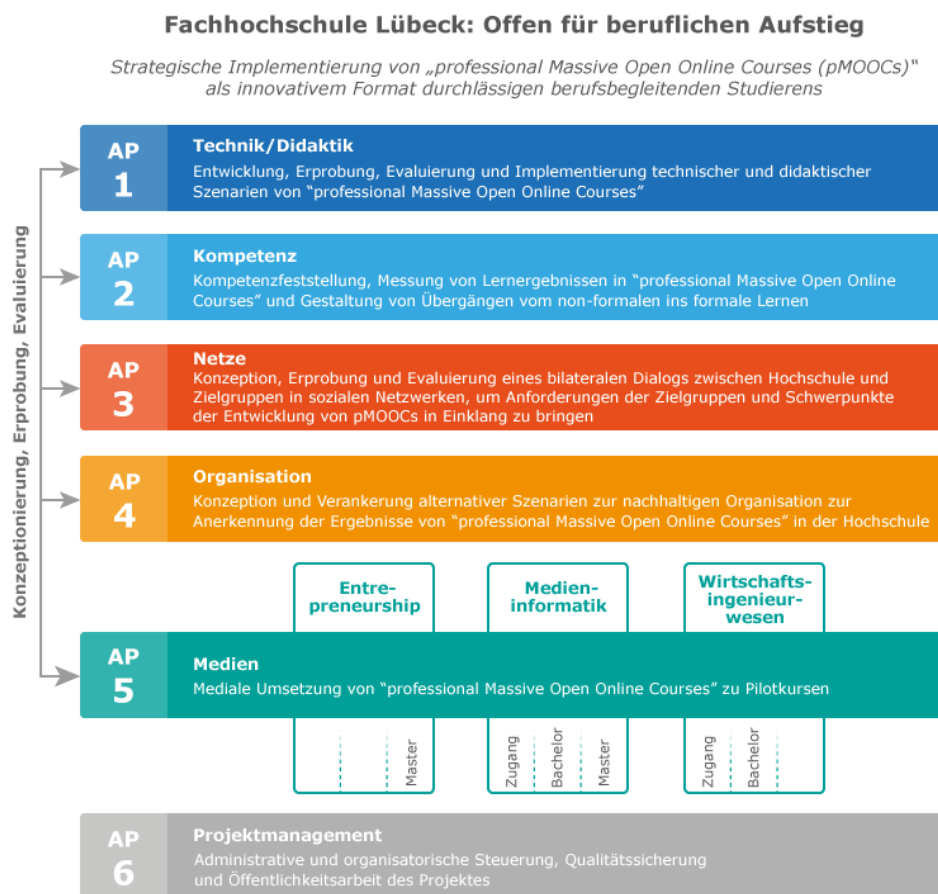 Fachhochschule Lübeck: Offen für beruflichen Aufstieg
Strategische Implementierung von „professional Massive Open Online Courses (pMOOCs)“
als innovativem Format durchlässigen berufsbegleitenden Studierens
Konzeptionierung, Erprobung, Evaluierung
AP
1
Technik/Didaktik
Entwicklung, Erprobung, Evaluierung und Implementierung technischer und didaktischer
Szenarien von “professional Massive Open Online Courses”
AP
2
Kompetenz
Kompetenzfeststellung, Messung von Lernergebnissen in “professional Massive Open Online
Courses” und Gestaltung von Übergängen vom non-formalen ins formale Lernen
AP
3
Netze
Konzeption, Erprobung und Evaluierung eines bilateralen Dialogs zwischen Hochschule und
Zielgruppen in sozialen Netzwerken, um Anforderungen der Zielgruppen und Schwerpunkte
der Entwicklung von pMOOCs in Einklang zu bringen
AP
4
Organisation
Konzeption und Verankerung alternativer Szenarien zur nachhaltigen Organisation zur
Anerkennung der Ergebnisse von “professional Massive Open Online Courses” in der Hochschule
Entre-
preneurship
Medien-
informatik
Wirtschafts-
ingenieur-
wesen
AP
5
Medien
Mediale Umsetzung von “professional Massive Open Online Courses” zu Pilotkursen
Master
Zugang
Bachelor
Master
Zugang
Bachelor
AP
6
Projektmanagement
Administrative und organisatorische Steuerung, Qualitätssicherung
und Öffentlichkeitsarbeit des Projektes